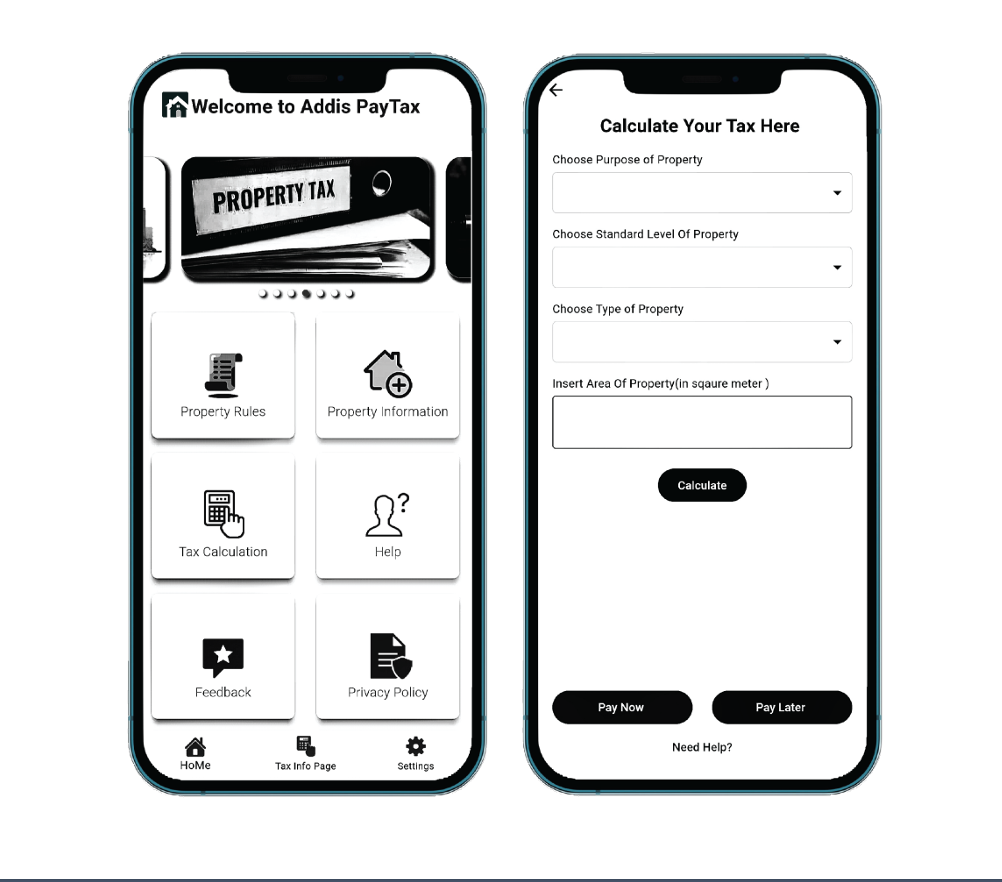 Welcome to Addis PayTax
PROPERTY TAX
Property Rules
Property Information
Tax Calculation
Help
Feedback
Privacy Policy
HoMe
Tax Info Page
Settings
Calculate Your Tax Here
Choose Purpose of Property
Choose Standard Level Of Property
Choose Type of Property
Insert Area Of Property(in sqaure meter )
Calculate
Pay Now
Pay Later
Need Help?